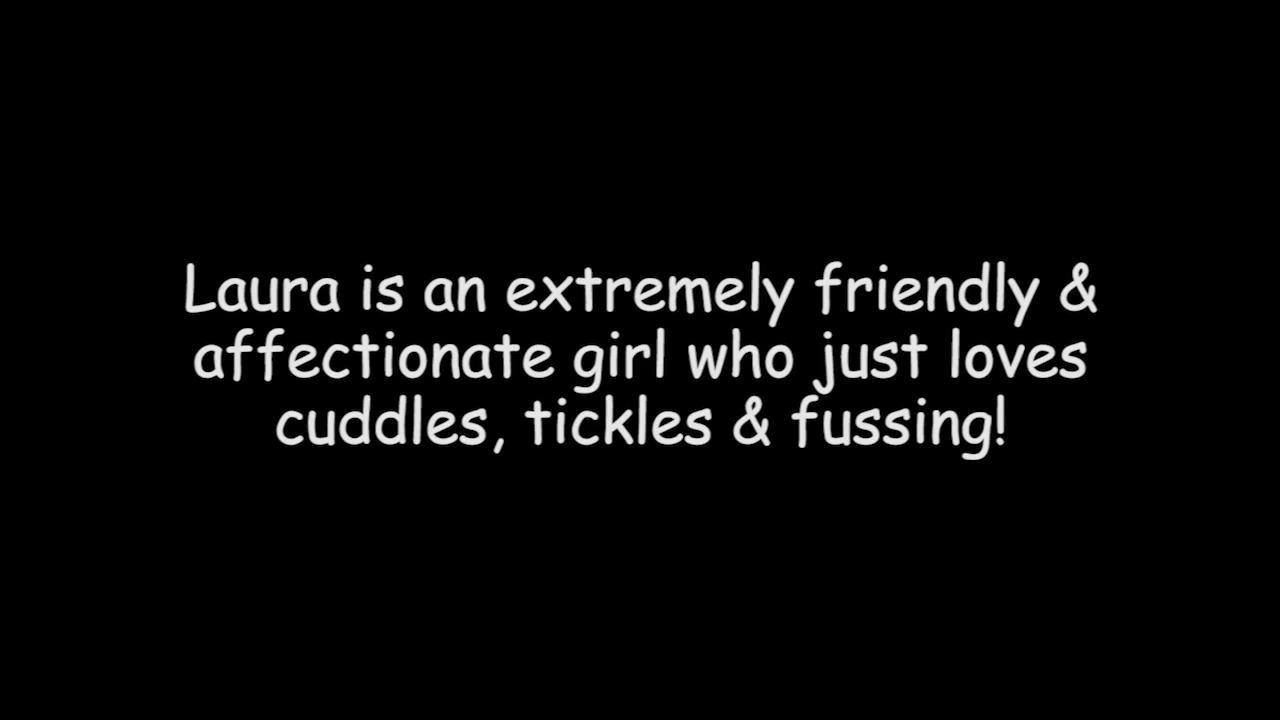 Laura is an extremely friendly &
affectionate girl who just loves
cuddles, tickles & fussing!